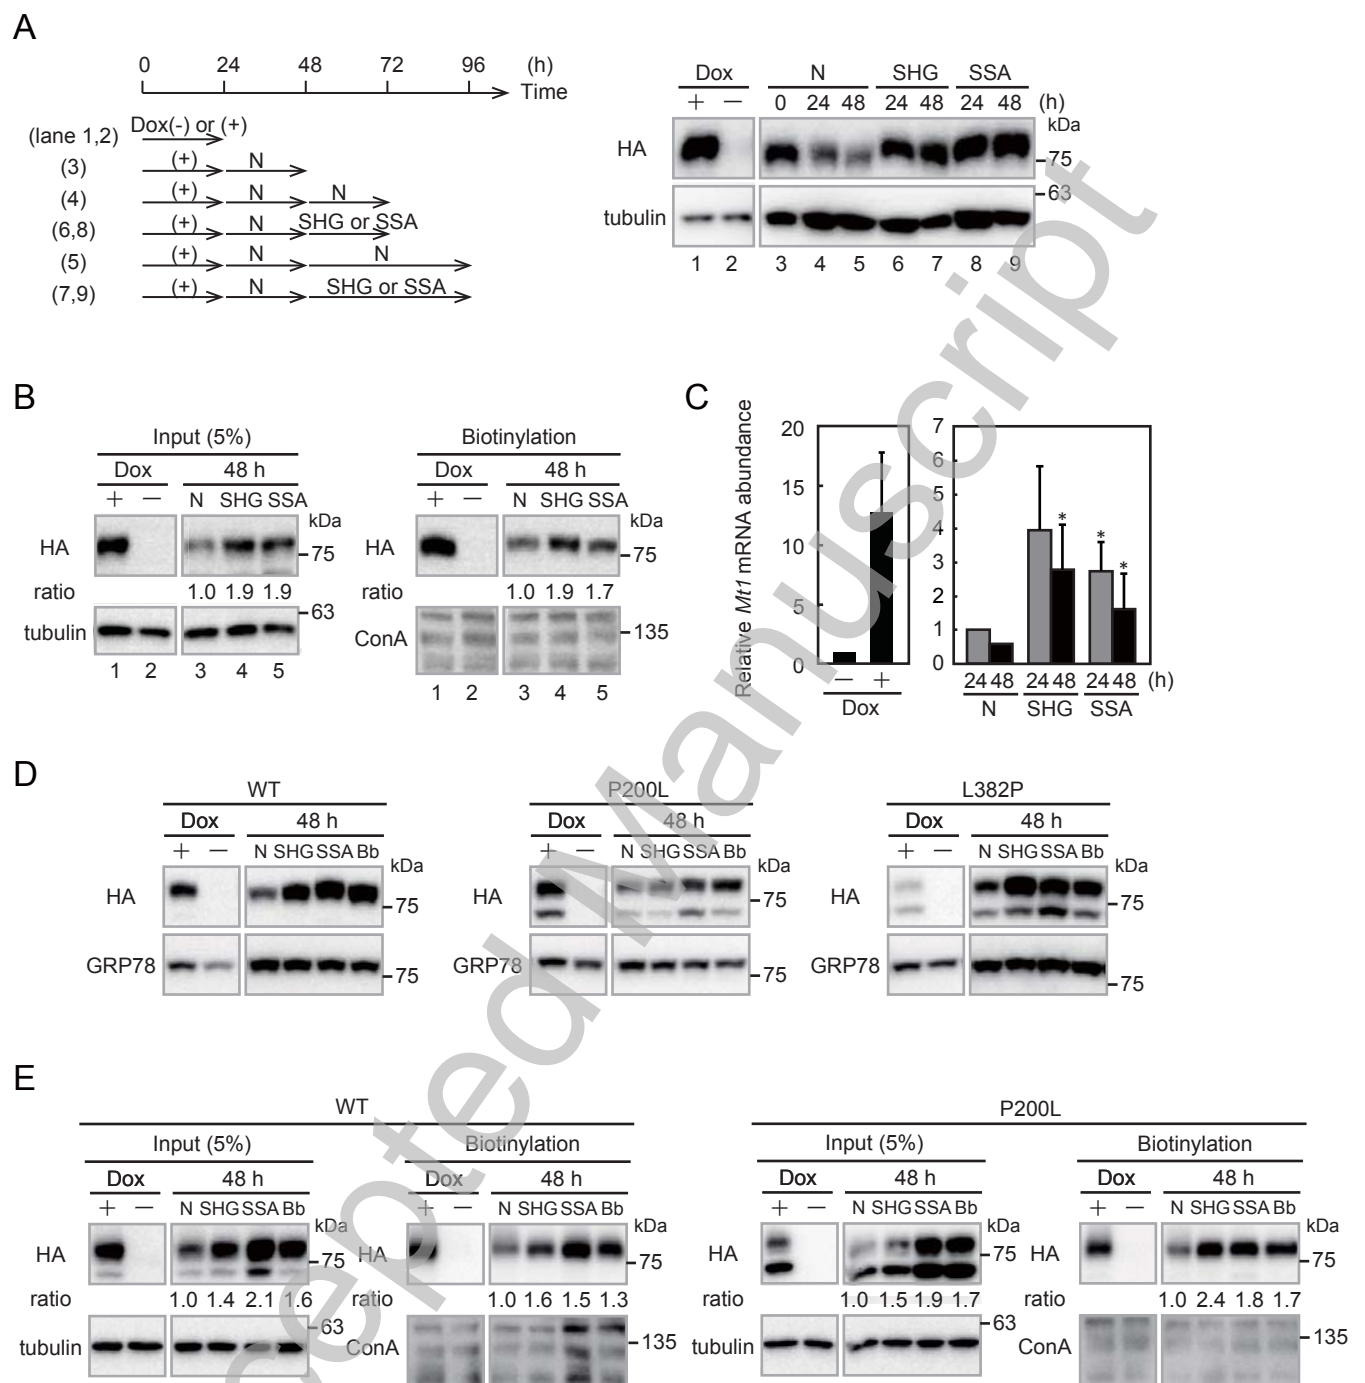 A
0 24 48 72 96 (h)
Time
Dox(-) or (+)
(lane 1,2)
(3) (+) N
(4) (+) N N
(6,8) (+) N SHG or SSA
(5) (+) N N
(7,9) (+) N SHG or SSA
Dox N SHG SSA
+ − 0 24 48 24 48 24 48 (h)
kDa
HA
75
63
tubulin
1 2 3 4 5 6 7 8 9
B
Input (5%) Biotinylation
Dox 48 h Dox 48 h
+ − N SHG SSA + − N SHG SSA
kDa kDa
HA 75 HA 75
ratio 1.0 1.9 1.9 ratio 1.0 1.9 1.7
63
tubulin ConA 135
1 2 3 4 5 1 2 3 4 5
C
Relative Mt1 mRNA abundance
20
15
10
5
0
− +
Dox
7
6
5
4
3
2
1
0
* * *
24 48 24 48 24 48 (h)
N SHG SSA
D
WT P200L L382P
Dox 48 h Dox 48 h Dox 48 h
+ − N SHG SSA Bb + − N SHG SSA Bb + − N SHG SSA Bb
kDa kDa kDa
HA 75 HA 75 HA 75
GRP78 75 GRP78 75 GRP78 75
E
WT P200L
Input (5%) Biotinylation Input (5%) Biotinylation
Dox 48 h Dox 48 h Dox 48 h Dox 48 h
+ − N SHG SSA Bb + − N SHG SSA Bb + − N SHG SSA Bb + − N SHG SSA Bb
kDa kDa kDa kDa
HA 75 HA 75 HA 75 HA 75
ratio 1.0 1.4 2.1 1.6 ratio 1.0 1.6 1.5 1.3 ratio 1.0 1.5 1.9 1.7 ratio 1.0 2.4 1.8 1.7
63 63
tubulin ConA 135 tubulin ConA 135
cepted Manuscript